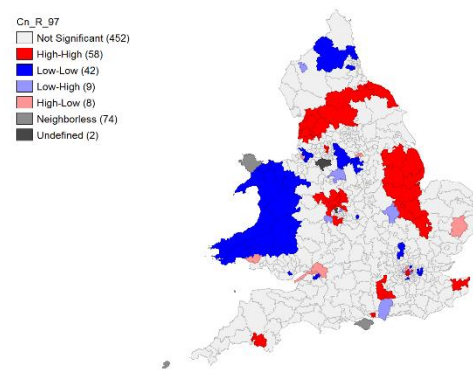 Cn_R_97
Not Significant (452)
High-High (58)
Low-Low (42)
Low-High (9)
High-Low (8)
Neighborless (74)
Undefined (2)